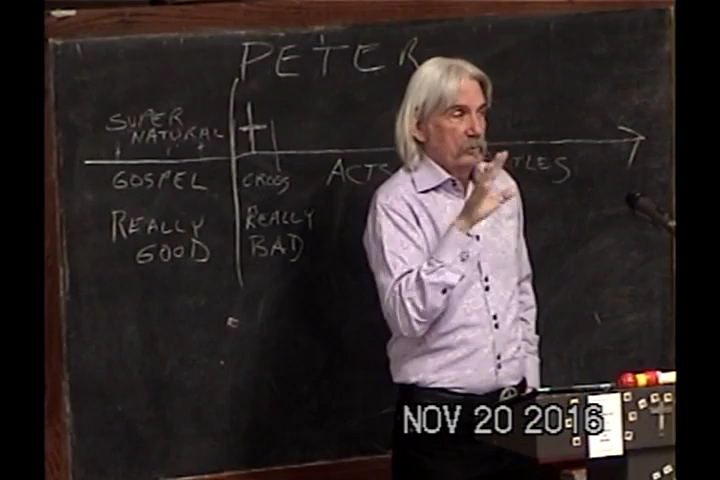 PETER
SUPER
NATURAL
GOSPEL CROSS ACTS TLES
REALLY REALLY
GOOD BAD
NOV 20 2016